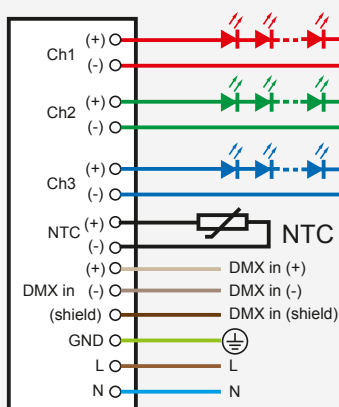 Ch1 (+)
(-)
Ch2 (+)
(-)
Ch3 (+)
(-)
NTC (+)
(-)
NTC
(+) DMX in (+)
DMX in (-) DMX in (-)
(shield) DMX in (shield)
GND
L L
N N